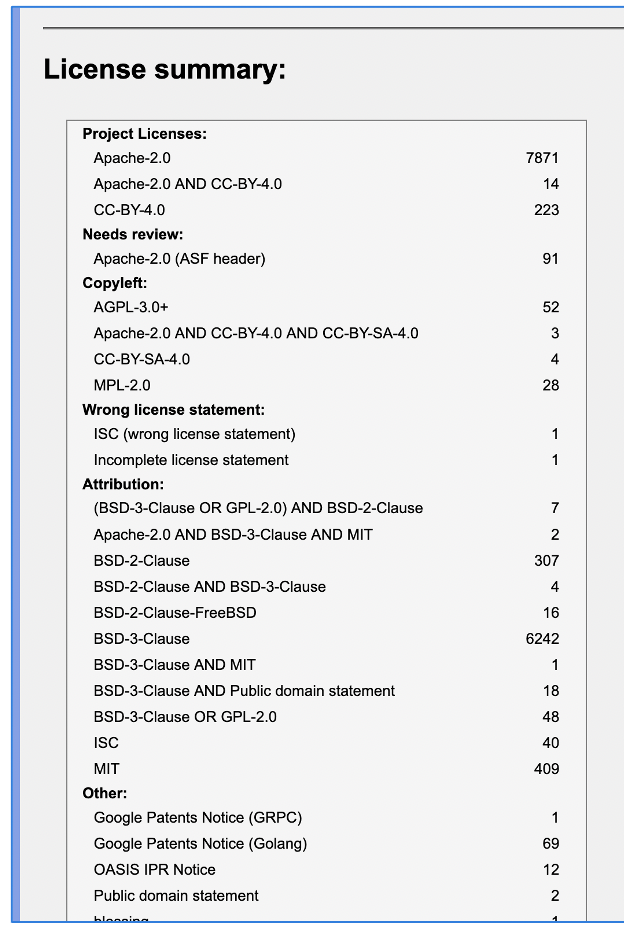 License summary:
Project Licenses:
Apache-2.0 7871
Apache-2.0 AND CC-BY-4.0 14
CC-BY-4.0 223
Needs review:
Apache-2.0 (ASF header) 91
Copyleft:
AGPL-3.0+ 52
Apache-2.0 AND CC-BY-4.0 AND CC-BY-SA-4.0 3
CC-BY-SA-4.0 4
MPL-2.0 28
Wrong license statement:
ISC (wrong license statement) 1
Incomplete license statement 1
Attribution:
(BSD-3-Clause OR GPL-2.0) AND BSD-2-Clause 7
Apache-2.0 AND BSD-3-Clause AND MIT 2
BSD-2-Clause 307
BSD-2-Clause AND BSD-3-Clause 4
BSD-2-Clause-FreeBSD 16
BSD-3-Clause 6242
BSD-3-Clause AND MIT 1
BSD-3-Clause AND Public domain statement 18
BSD-3-Clause OR GPL-2.0 48
ISC 40
MIT 409
Other:
Google Patents Notice (GRPC) 1
Google Patents Notice (Golang) 69
OASIS IPR Notice 12
Public domain statement 2
blessing 1